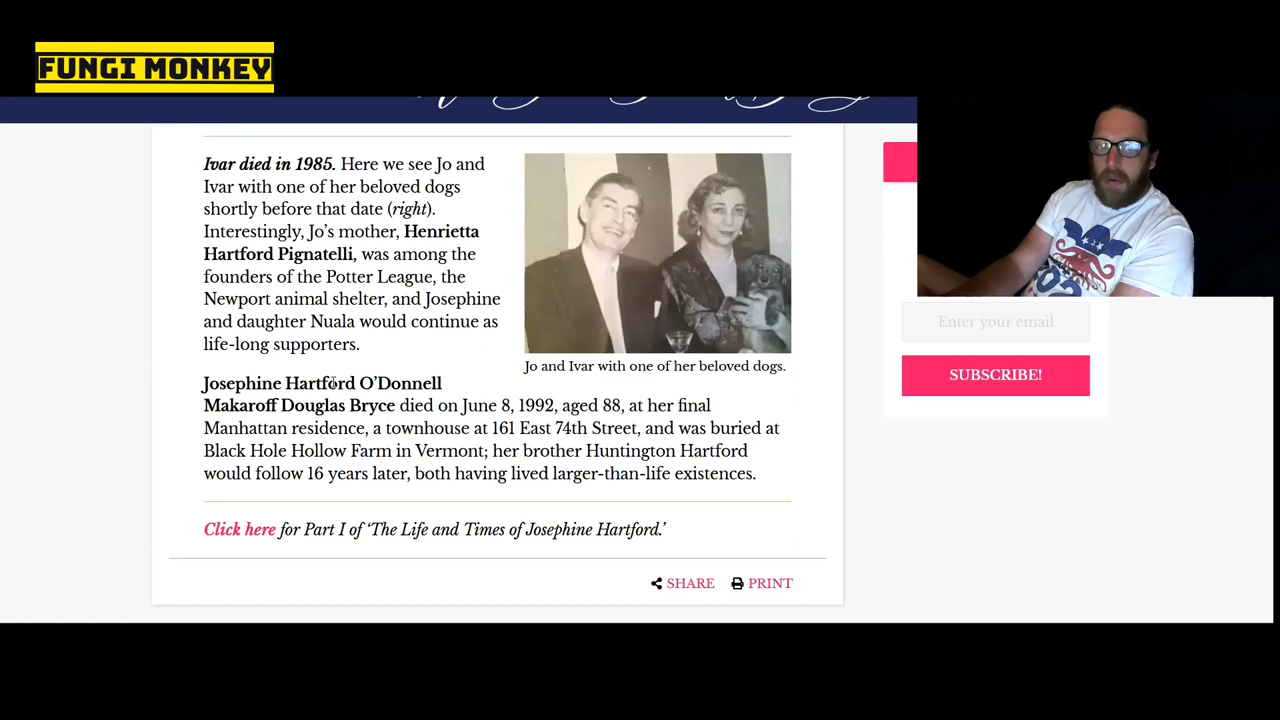 FUNGI MONKEY
Ivar died in 1985. Here we see Jo and
Ivar with one of her beloved dogs
shortly before that date (right).
Interestingly, Jo’s mother, Henrietta
Hartford Pignatelli, was among the
founders of the Potter League, the
Newport animal shelter, and Josephine
and daughter Nuala would continue as
life-long supporters.
Jo and Ivar with one of her beloved dogs.
Josephine Hartford O’Donnell
Makaroff Douglas Bryce died on June 8, 1992, aged 88, at her final
Manhattan residence, a townhouse at 161 East 74th Street, and was buried at
Black Hole Hollow Farm in Vermont; her brother Huntington Hartford
would follow 16 years later, both having lived larger-than-life existences.
Click here for Part I of ‘The Life and Times of Josephine Hartford.’
SHARE PRINT
Enter your email
SUBSCRIBE!